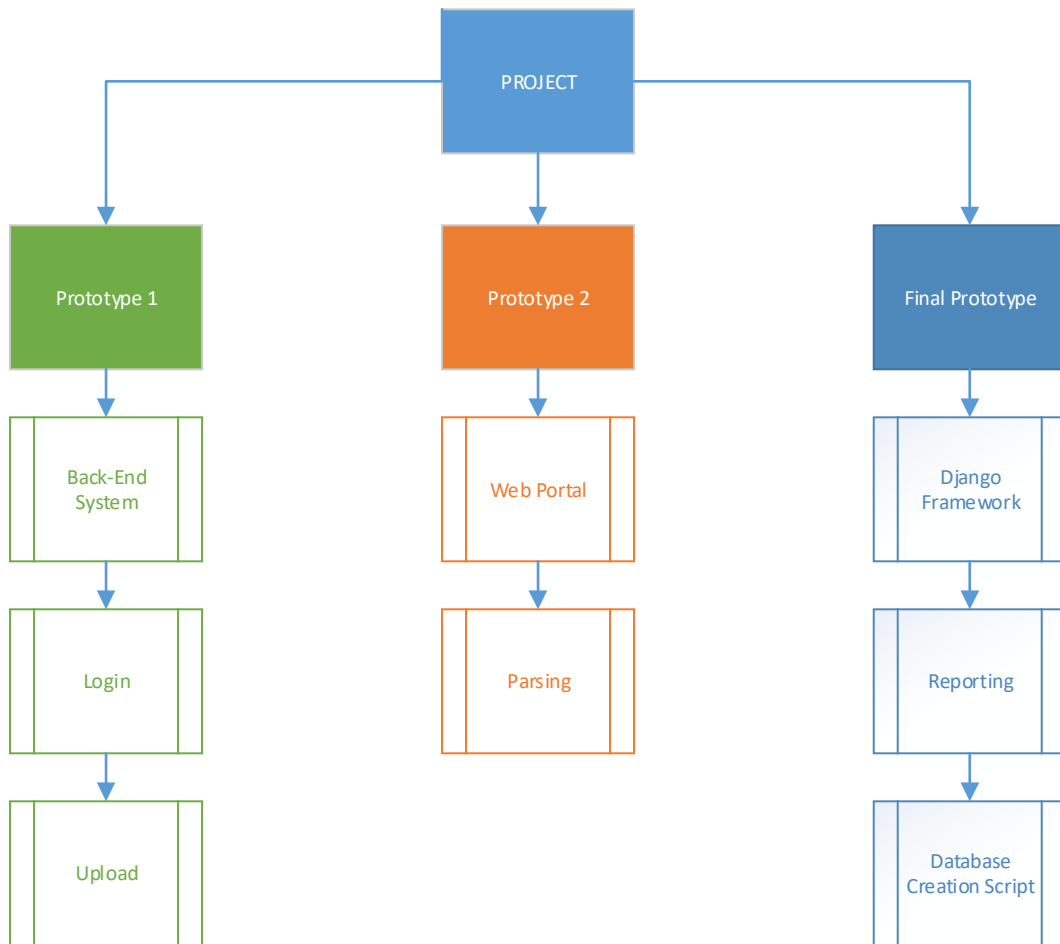 PROJECT
Prototype 1
Prototype 2
Final Prototype
Back-End
System
Web Portal
Django
Framework
Login
Parsing
Reporting
Upload
Database
Creation Script